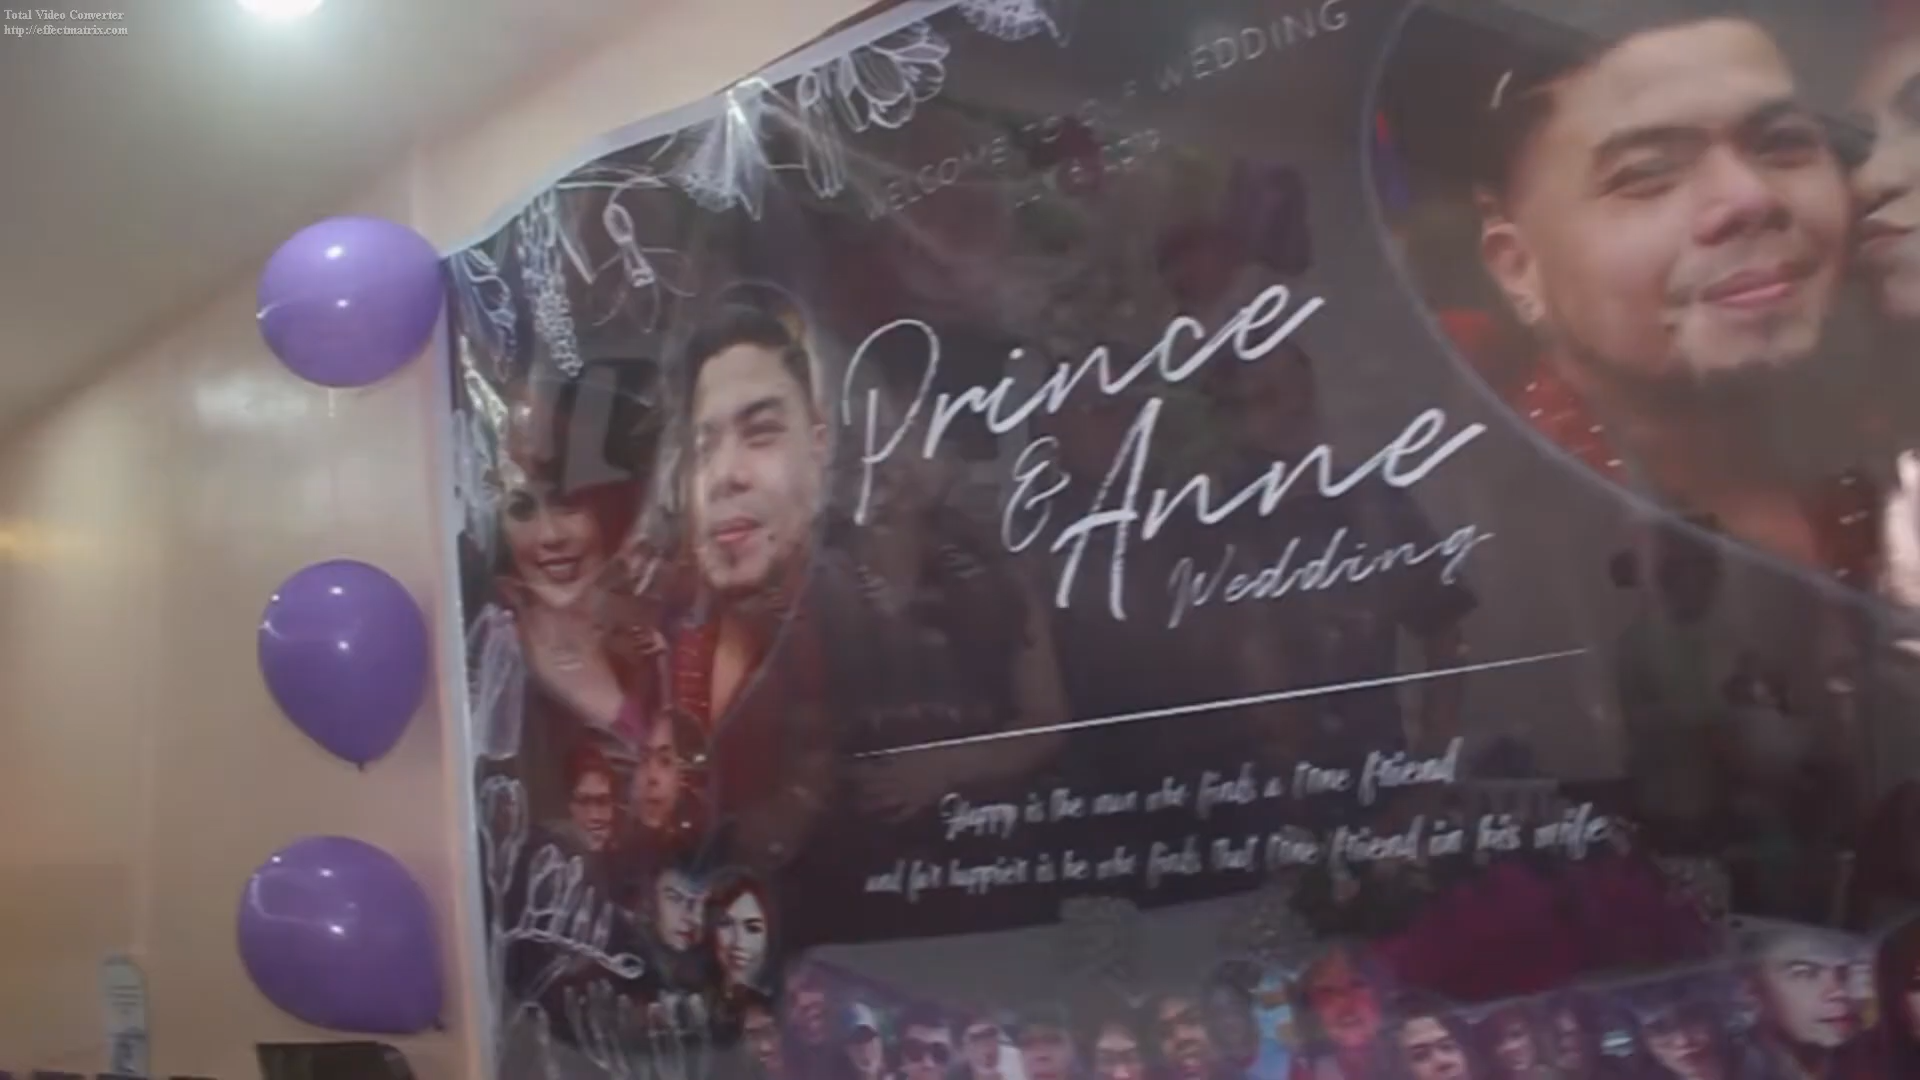 Total Video Converter
http://effectmatrix.com
WELCOME TO OUR WEDDING
Prince
& Anne
Wedding
Happy is the man who finds a true friend
and far happier is he who finds that true friend in his wife